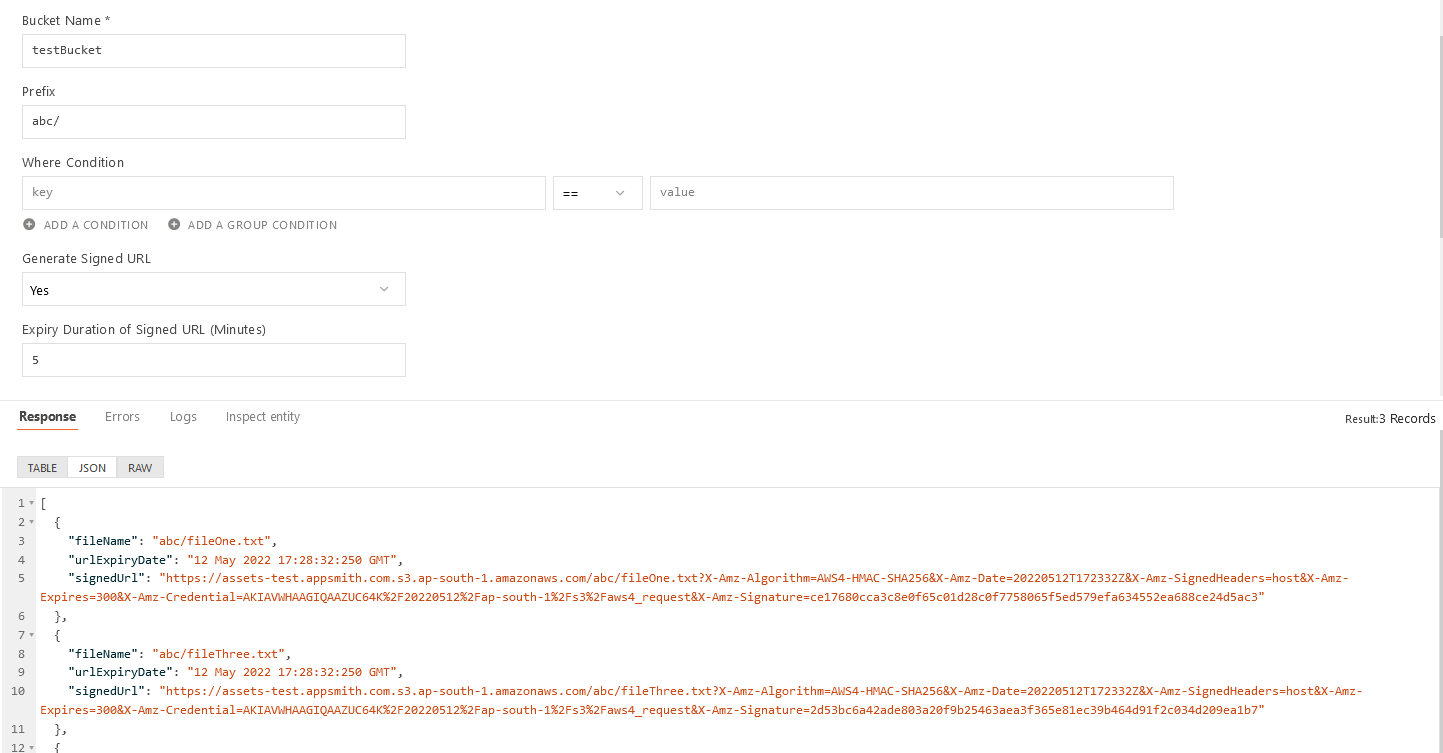 Bucket Name *
testBucket
Prefix
abc/
Where Condition
key == value
ADD A CONDITION ADD A GROUP CONDITION
Generate Signed URL
Yes
Expiry Duration of Signed URL (Minutes)
5
Response Errors Logs Inspect entity Result:3 Records
TABLE JSON RAW
1 [
2 {
3 "fileName": "abc/fileOne.txt",
4 "urlExpiryDate": "12 May 2022 17:28:32:250 GMT",
5 "signedUrl": "https://assets-test.appsmith.com.s3.ap-south-1.amazonaws.com/abc/fileOne.txt?X-Amz-Algorithm=AWS4-HMAC-SHA256&X-Amz-Date=20220512T172332Z&X-Amz-SignedHeaders=host&X-Amz-
Expires=300&X-Amz-Credential=AKIAVWHAAGIQAAZUC64K%2F20220512%2Fap-south-1%2Fs3%2Faws4_request&X-Amz-Signature=ce17680cca3c8e0f65c01d28c0f7758065f5ed579efa634552ea688ce24d5ac3"
6 },
7 {
8 "fileName": "abc/fileThree.txt",
9 "urlExpiryDate": "12 May 2022 17:28:32:250 GMT",
10 "signedUrl": "https://assets-test.appsmith.com.s3.ap-south-1.amazonaws.com/abc/fileThree.txt?X-Amz-Algorithm=AWS4-HMAC-SHA256&X-Amz-Date=20220512T172332Z&X-Amz-SignedHeaders=host&X-Amz-
Expires=300&X-Amz-Credential=AKIAVWHAAGIQAAZUC64K%2F20220512%2Fap-south-1%2Fs3%2Faws4_request&X-Amz-Signature=2d53bc6a42ade803a20f9b25463aea3f365e81ec39b464d91f2c034d209ea1b7"
11 },
12 {